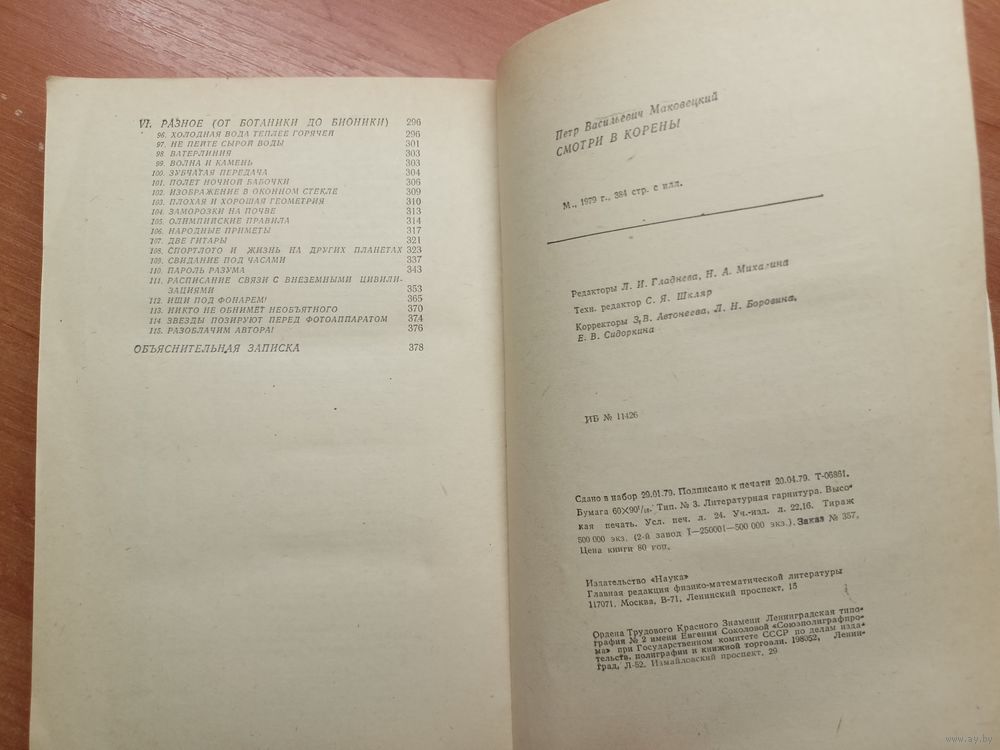 VI. РАЗНОЕ (ОТ БОТАНИКИ ДО БИОНИКИ) 296
96. ХОЛОДНАЯ ВОДА ТЕПЛЕЕ ГОРЯЧЕЙ 296
97. НЕ ПЕЙТЕ СЫРОЙ ВОДЫ 301
98. ВАТЕРЛИНИЯ 303
99. ВОЛНА И КАМЕНЬ 303
100. ЗУБЧАТАЯ ПЕРЕДАЧА 304
101. ПОЛЕТ НОЧНОЙ БАБОЧКИ 306
102. ИЗОБРАЖЕНИЕ В ОКОННОМ СТЕКЛЕ 309
103. ПЛОХАЯ И ХОРОШАЯ ГЕОМЕТРИЯ 310
104. ЗАМОРОЗКИ НА ПОЧВЕ 313
105. ОЛИМПИЙСКИЕ ПРАВИЛА 314
106. НАРОДНЫЕ ПРИМЕТЫ 317
107. ДВЕ ГИТАРЫ 321
108. СПОРТЛОТО И ЖИЗНЬ НА ДРУГИХ ПЛАНЕТАХ 323
109. СВИДАНИЕ ПОД ЧАСАМИ 337
110. ПАРОЛЬ РАЗУМА 343
111. РАСПИСАНИЕ СВЯЗИ С ВНЕЗЕМНЫМИ ЦИВИЛИ-
ЗАЦИЯМИ 353
112. ИЩИ ПОД ФОНАРЕМ! 365
113. НИКТО НЕ ОБНИМЕТ НЕОБЪЯТНОГО 370
114. ЗВЕЗДЫ ПОЗИРУЮТ ПЕРЕД ФОТОАППАРАТОМ 374
115. РАЗОБЛАЧИМ АВТОРА! 376
ОБЪЯСНИТЕЛЬНАЯ ЗАПИСКА 378
Петр Васильевич Маковецкий
СМОТРИ В КОРЕНЬ!
М., 1979 г., 384 стр. с илл.
Редакторы Л. И. Гладнева, Н. А. Михалина
Техн. редактор С. Я. Шкляр
Корректоры З. В. Автонеева, Л. Н. Боровина,
Е. В. Сидоркина
ИБ № 11426
Сдано в набор 29.01.79. Подписано к печати 20.04.79. Т-06861.
Бумага 60×90¹/₁₆. Тип. № 3. Литературная гарнитура. Высо-
кая печать. Усл. печ. л. 24. Уч.-изд. л. 22,16. Тираж
500 000 экз. (2-й завод 1—250001—500 000 экз.). Заказ № 357.
Цена книги 80 коп.
Издательство «Наука»
Главная редакция физико-математической литературы
117071, Москва, В-71, Ленинский проспект, 15
Ордена Трудового Красного Знамени Ленинградская типо-
графия № 2 имени Евгении Соколовой «Союзполиграфпро-
ма» при Государственном комитете СССР по делам изда-
тельств, полиграфии и книжной торговли. 198052, Ленин-
град, Л-52. Измайловский проспект, 29
www.ay.by